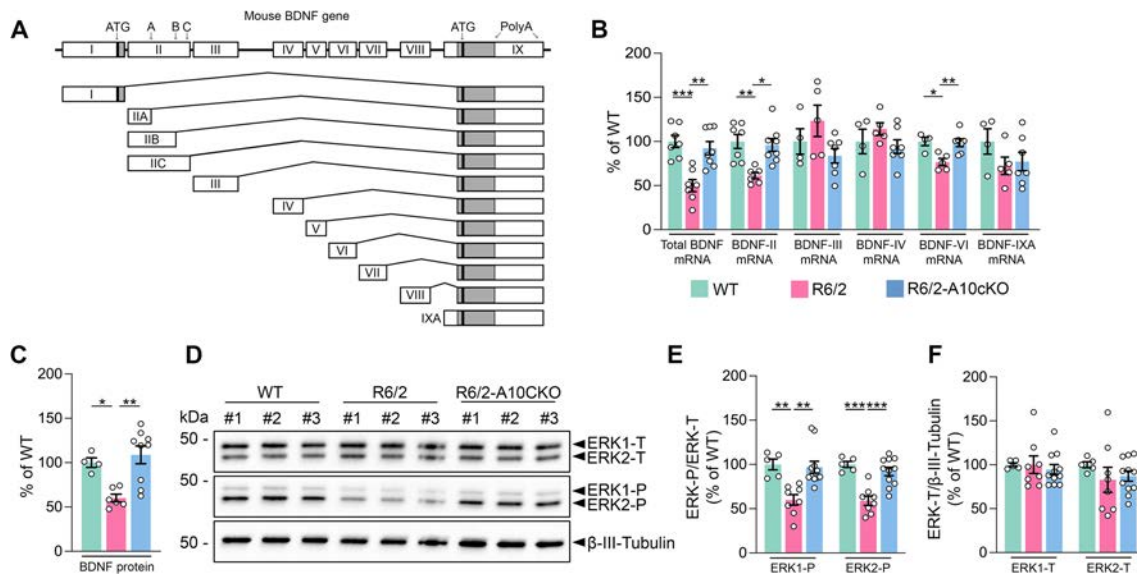 A
Mouse BDNF gene
ATG A B C ATG PolyA
I II III IV V VI VII VIII IX
I
IIA
IIB
IIC
III
IV
V
VI
VII
VIII
IXA
B
% of WT
200
150
100
50
0
*** **
** *
* **
Total BDNF mRNA
BDNF-II mRNA
BDNF-III mRNA
BDNF-IV mRNA
BDNF-VI mRNA
BDNF-IXA mRNA
WT R6/2 R6/2-A10cKO
C
% of WT
200
150
100
50
0
* **
BDNF protein
D
WT R6/2 R6/2-A10CKO
kDa #1 #2 #3 #1 #2 #3 #1 #2 #3
50 -
ERK1-T
ERK2-T
50 -
ERK1-P
ERK2-P
50 -
β-III-Tubulin
E
ERK-P/ERK-T
(% of WT)
200
150
100
50
0
** **
*** ***
ERK1-P ERK2-P
F
ERK-T/β-III-Tubulin
(% of WT)
200
150
100
50
0
ERK1-T ERK2-T